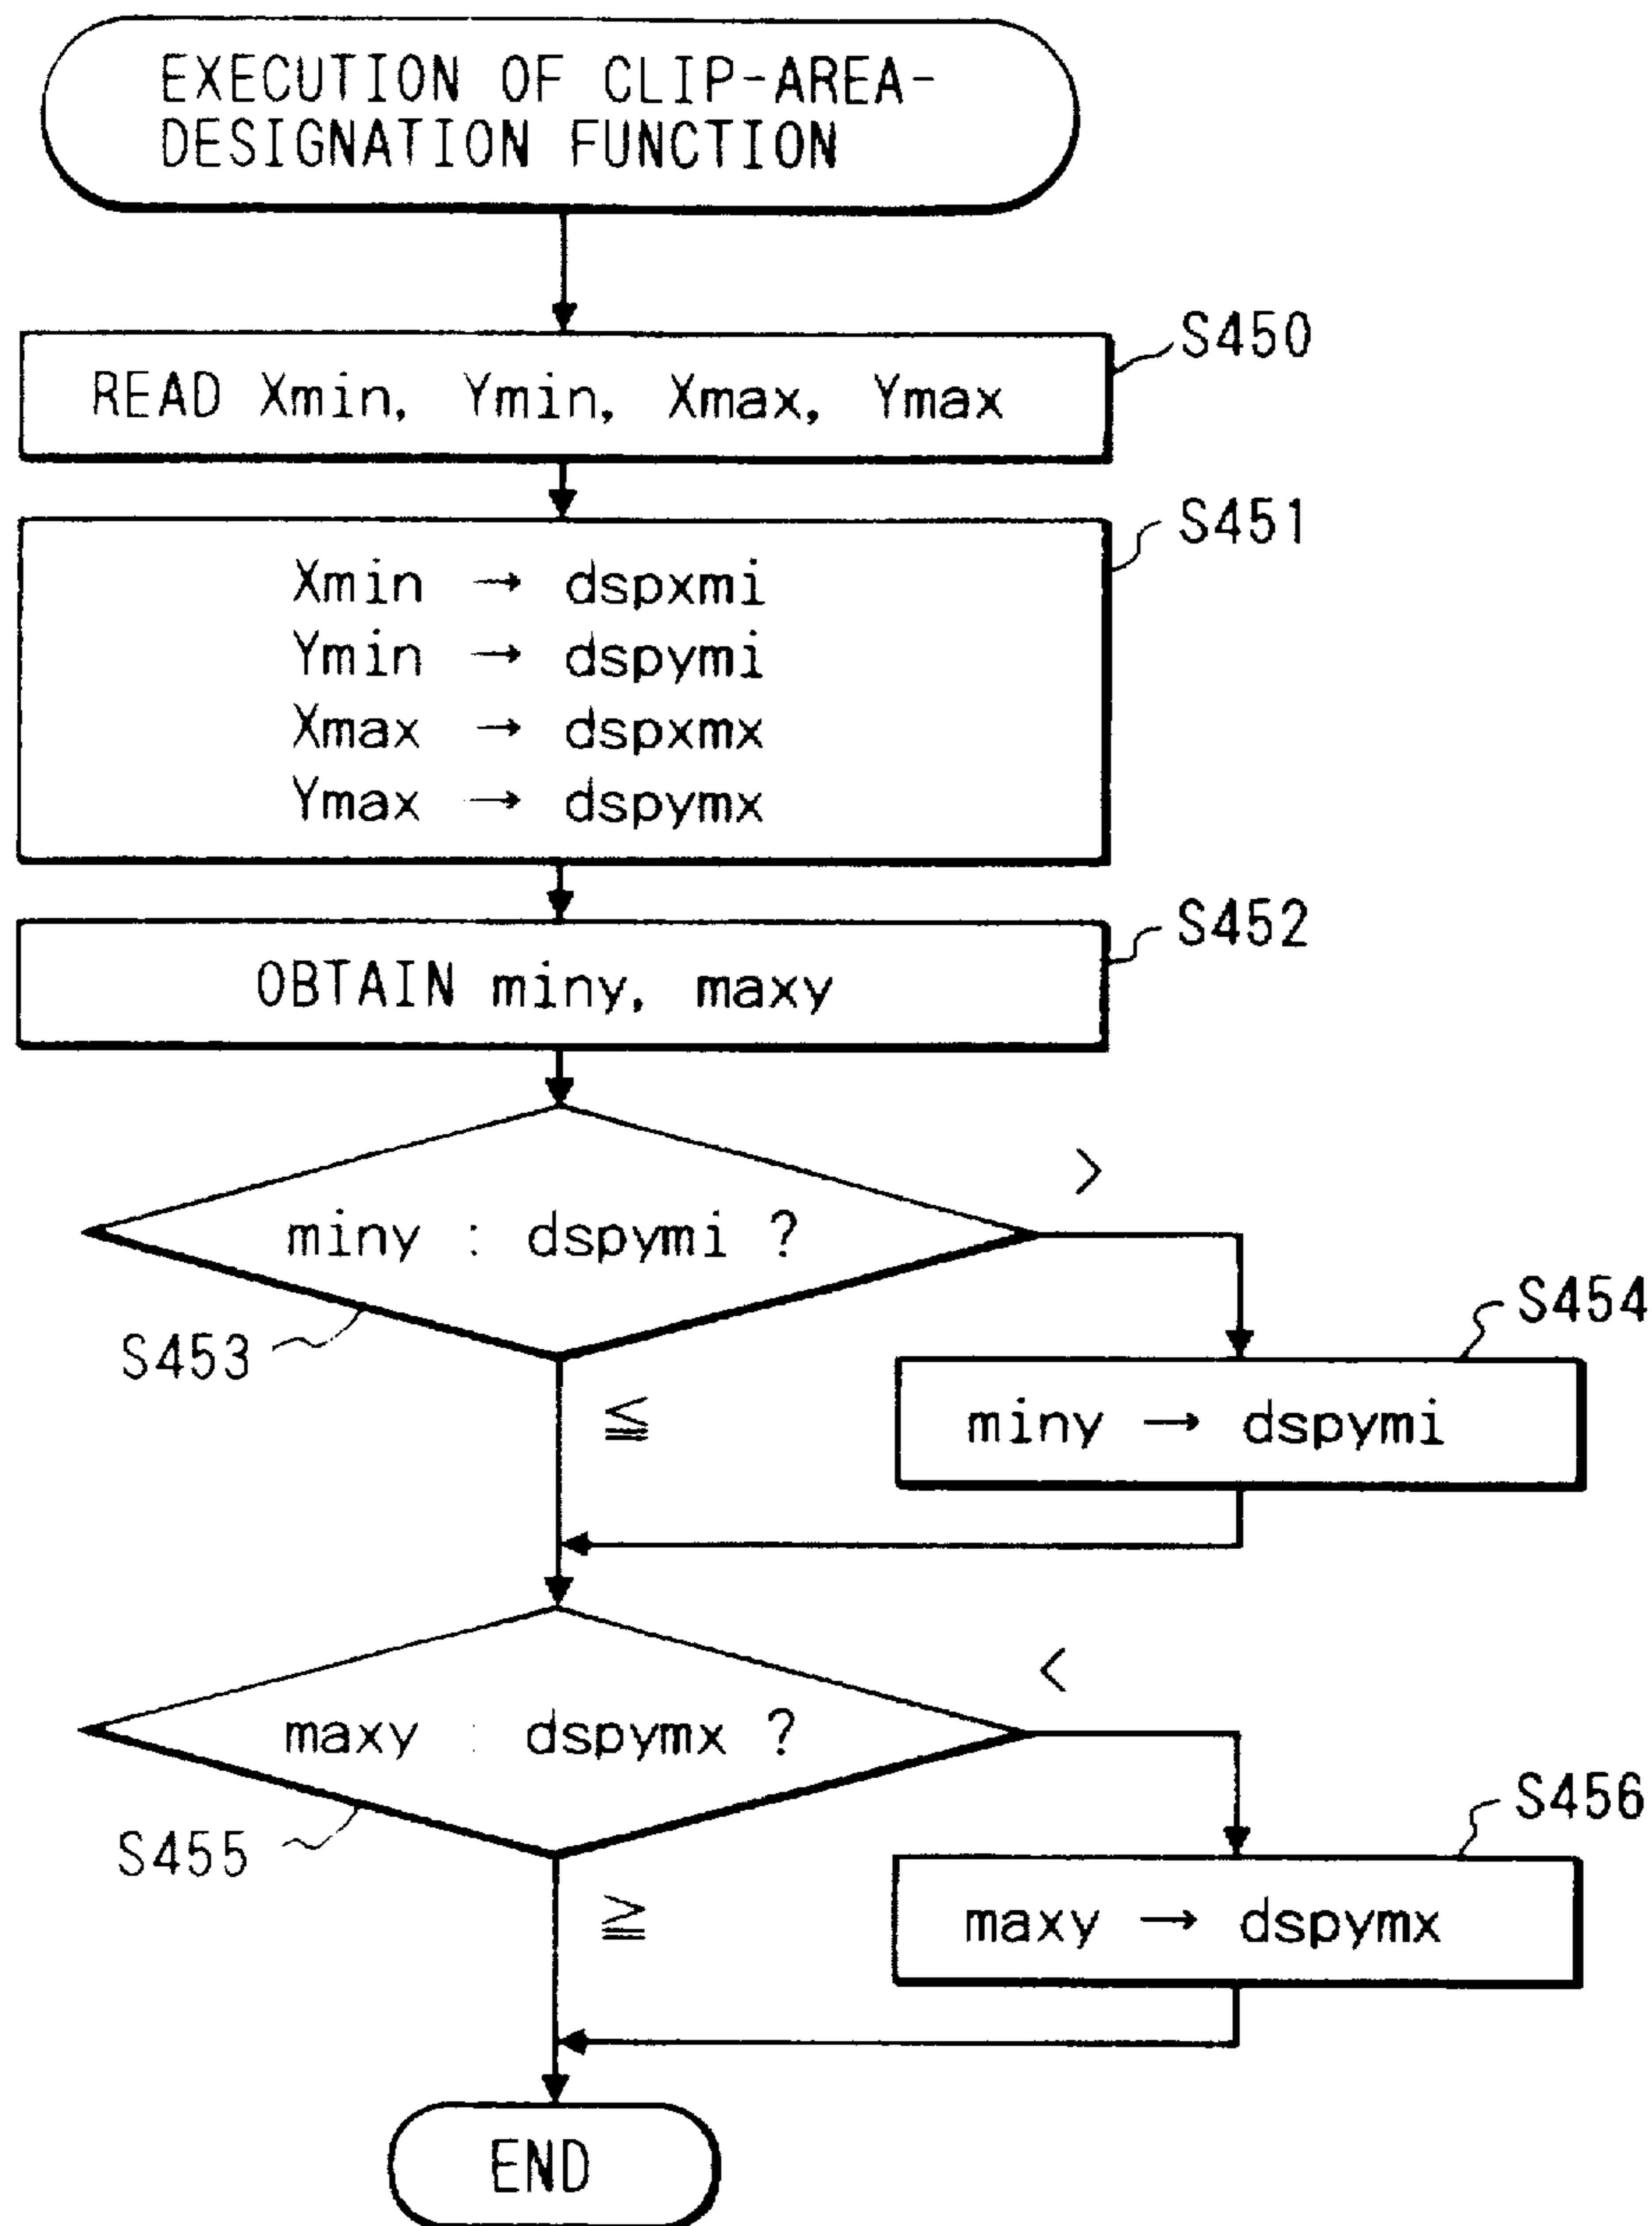 EXECUTION OF CLIP-AREA-
DESIGNATION FUNCTION
S450
READ Xmin, Ymin, Xmax, Ymax
S451
Xmin → dspxmi
Ymin → dspymi
Xmax → dspxmx
Ymax → dspymx
S452
OBTAIN miny, maxy
>
miny : dspymi ?
S453
S454
≦
miny → dspymi
<
maxy : dspymx ?
S455
S456
≧
maxy → dspymx
END